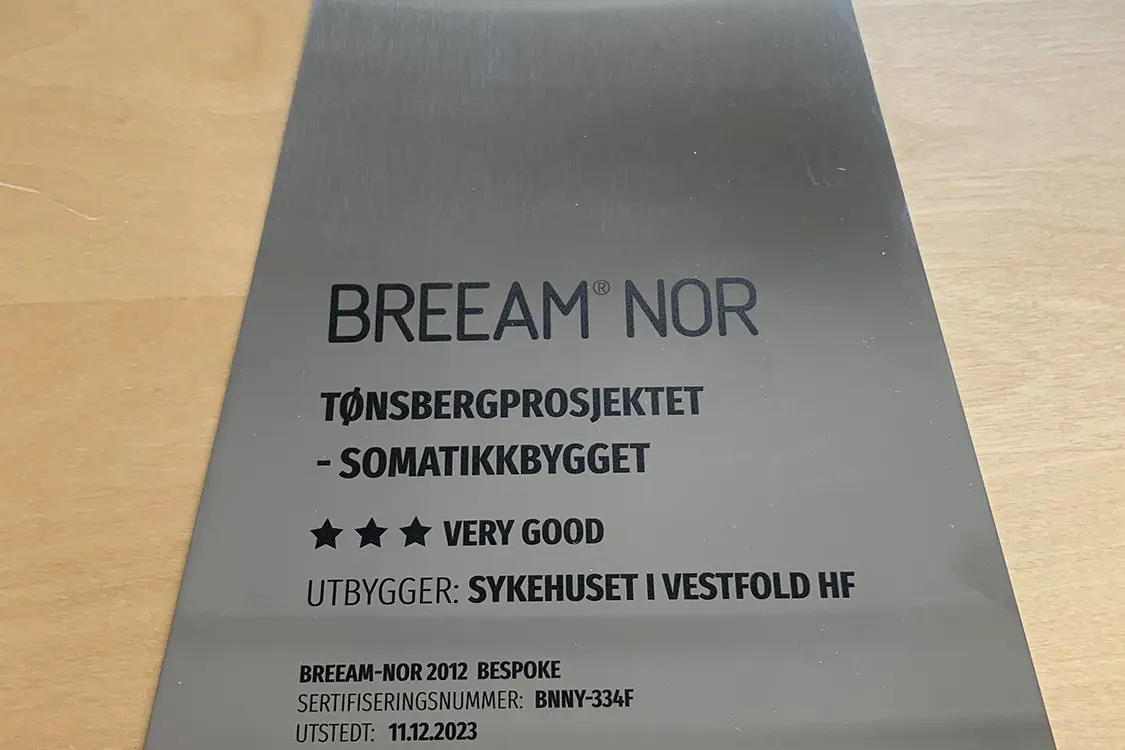 BREEAM® NOR
TØNSBERGPROSJEKTET
- SOMATIKKBYGGET
★ ★ ★ VERY GOOD
UTBYGGER: SYKEHUSET I VESTFOLD HF
BREEAM-NOR 2012 BESPOKE
SERTIFISERINGSNUMMER: BNNY-334F
UTSTEDT: 11.12.2023